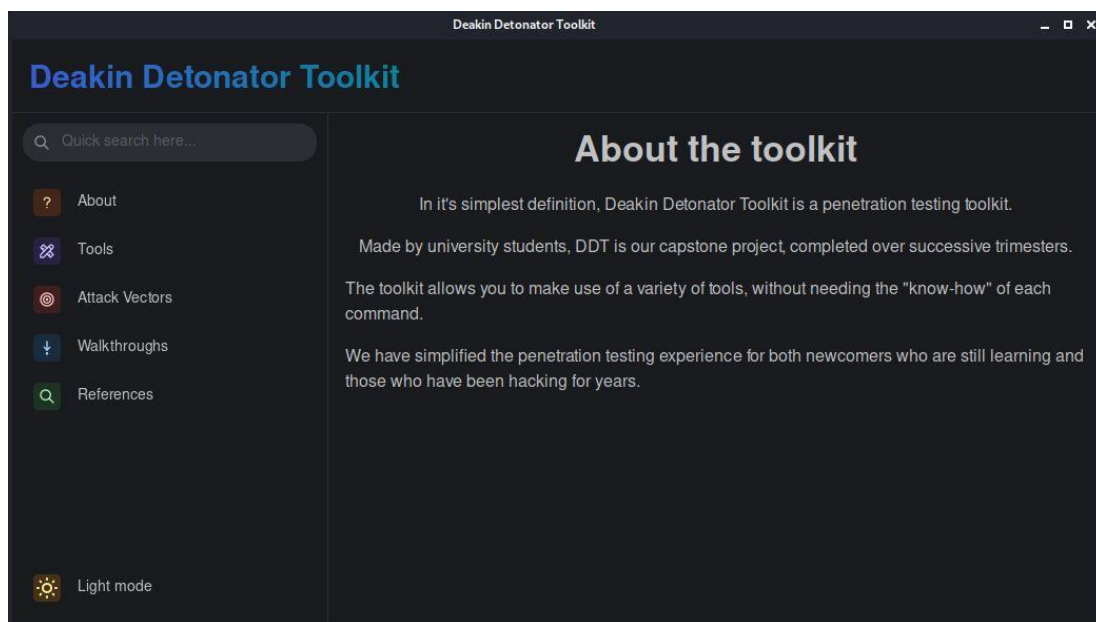 Deakin Detonator Toolkit
Deakin Detonator Toolkit
Quick search here...
About
Tools
Attack Vectors
Walkthroughs
References
Light mode
About the toolkit
In it's simplest definition, Deakin Detonator Toolkit is a penetration testing toolkit.
Made by university students, DDT is our capstone project, completed over successive trimesters.
The toolkit allows you to make use of a variety of tools, without needing the "know-how" of each
command.
We have simplified the penetration testing experience for both newcomers who are still learning and
those who have been hacking for years.